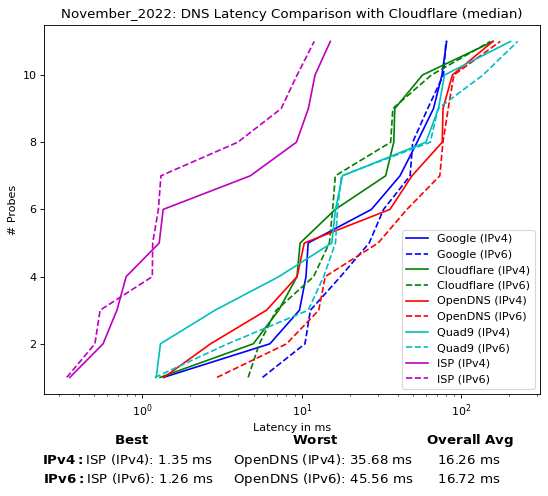 November_2022: DNS Latency Comparison with Cloudflare (median)
# Probes
10
8
6
4
2
Google (IPv4)
Google (IPv6)
Cloudflare (IPv4)
Cloudflare (IPv6)
OpenDNS (IPv4)
OpenDNS (IPv6)
Quad9 (IPv4)
Quad9 (IPv6)
ISP (IPv4)
ISP (IPv6)
10⁰ 10¹ 10²
Latency in ms
Best Worst Overall Avg
IPv4: ISP (IPv4): 1.35 ms OpenDNS (IPv4): 35.68 ms 16.26 ms
IPv6: ISP (IPv6): 1.26 ms OpenDNS (IPv6): 45.56 ms 16.72 ms